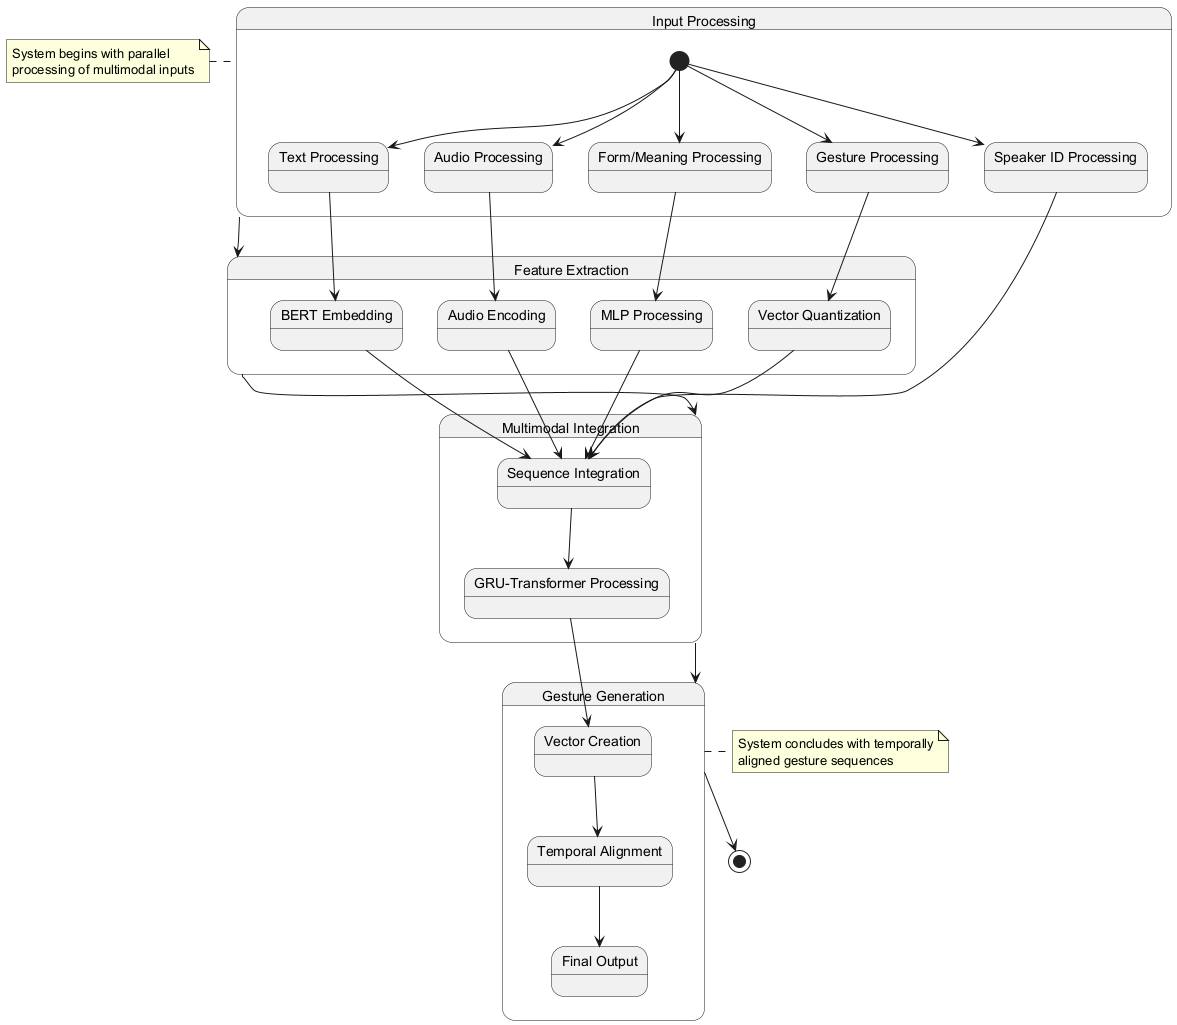 Input Processing
System begins with parallel
processing of multimodal inputs
Text Processing
Audio Processing
Form/Meaning Processing
Gesture Processing
Speaker ID Processing
Feature Extraction
BERT Embedding
Audio Encoding
MLP Processing
Vector Quantization
Multimodal Integration
Sequence Integration
GRU-Transformer Processing
Gesture Generation
Vector Creation
System concludes with temporally
aligned gesture sequences
Temporal Alignment
Final Output